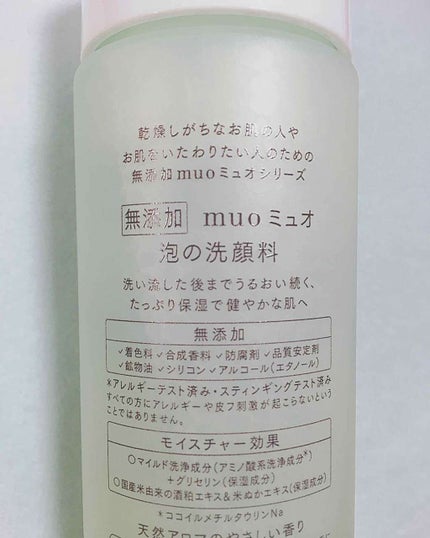 乾燥しがちなお肌の人や
お肌をいたわりたい人のための
無添加muoミュオシリーズ
無添加 muoミュオ
泡の洗顔料
洗い流した後までうるおい続く、
たっぷり保湿で健やかな肌へ
無添加
✓着色料 ✓合成香料 ✓防腐剤 ✓品質安定剤
✓鉱物油 ✓シリコン ✓アルコール(エタノール)
*アレルギーテスト済み・スティンギングテスト済み
すべての方にアレルギーや皮フ刺激が起こらないという
ことではありません。
モイスチャー効果
○マイルド洗浄成分(アミノ酸系洗浄成分*)
+グリセリン(保湿成分)
○国産米由来の酒粕エキス&米ぬかエキス(保湿成分)
*ココイルメチルタウリンNa
天然アロマのやさしい香り